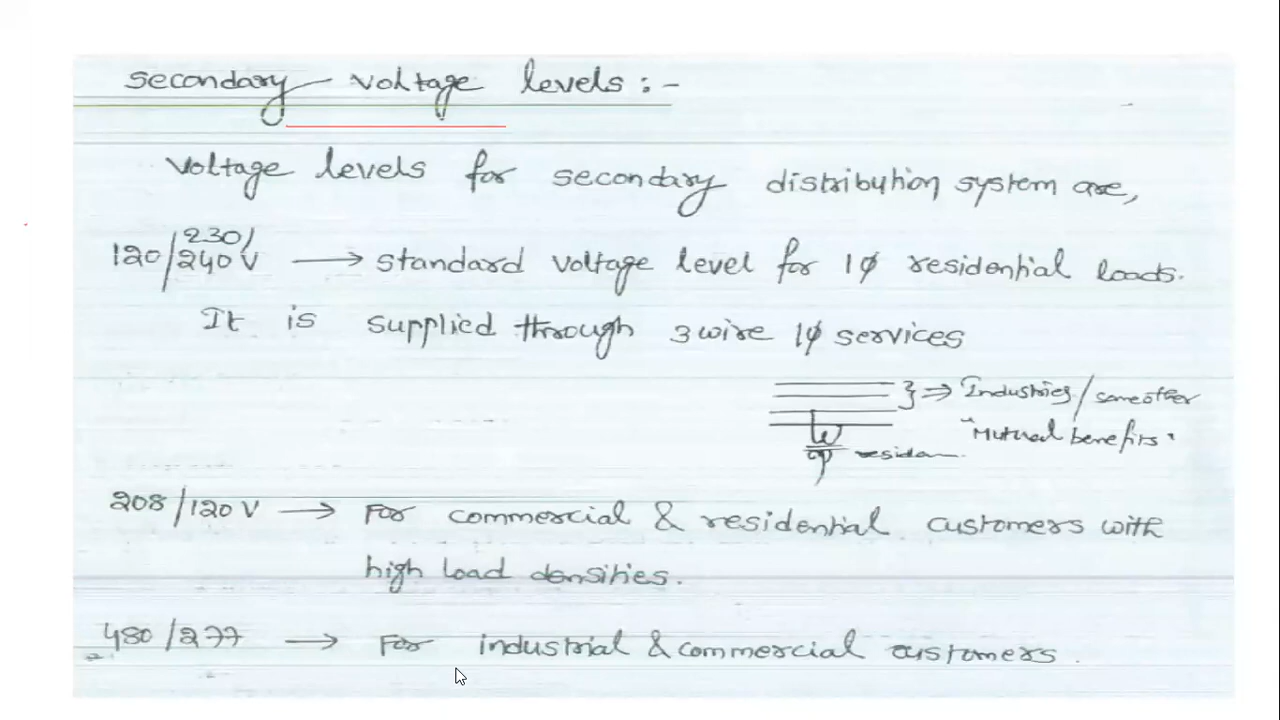 secondary voltage levels :-
Voltage levels for secondary distribution system are,
230/
120/240 V → standard voltage level for 1φ residential loads.
It is supplied through 3 wire 1φ services
} ⇒ Industries / some other
"Mutual benefits"
residen
208/120 V → For commercial & residential customers with
high load densities.
480/277 → For industrial & commercial customers.